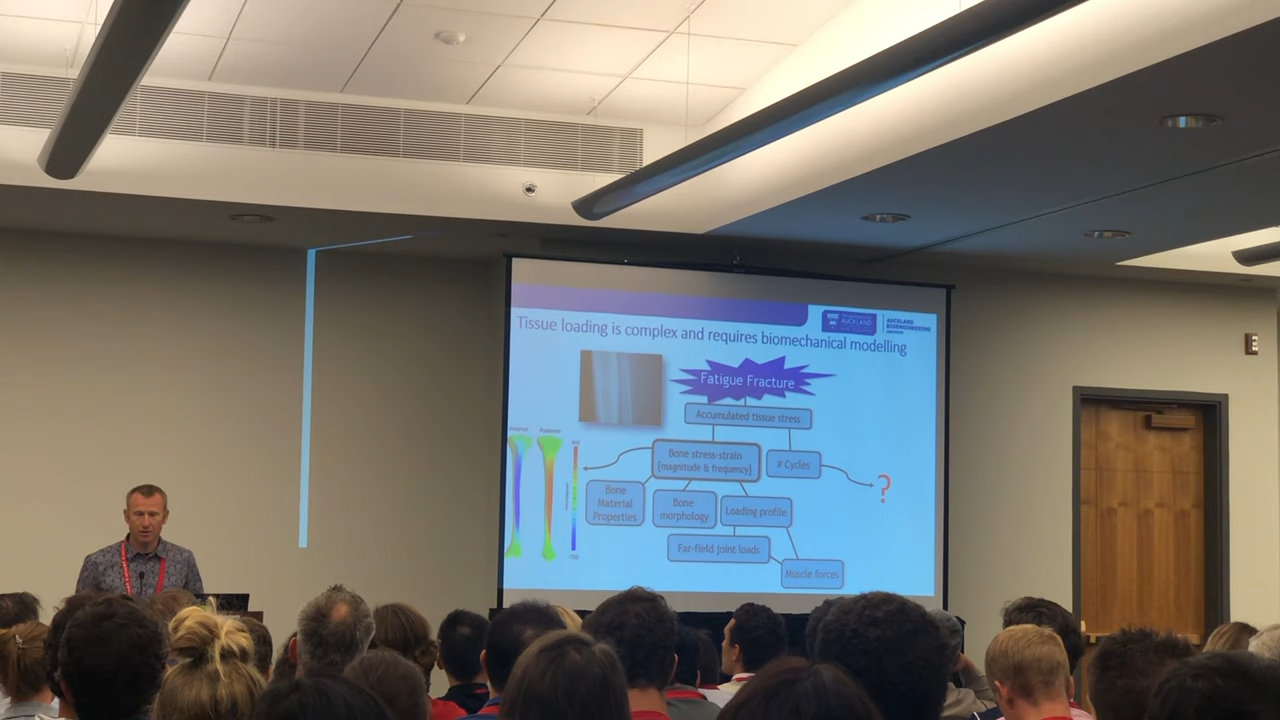 AUCKLAND
AUCKLAND
BIOENGINEERING
Tissue loading is complex and requires biomechanical modelling
Fatigue Fracture
Accumulated tissue stress
Anterior Posterior
Bone stress-strain
[magnitude & frequency]
# Cycles
?
Bone
Material
Properties
Bone
morphology
Loading profile
Far-field joint loads
Muscle forces